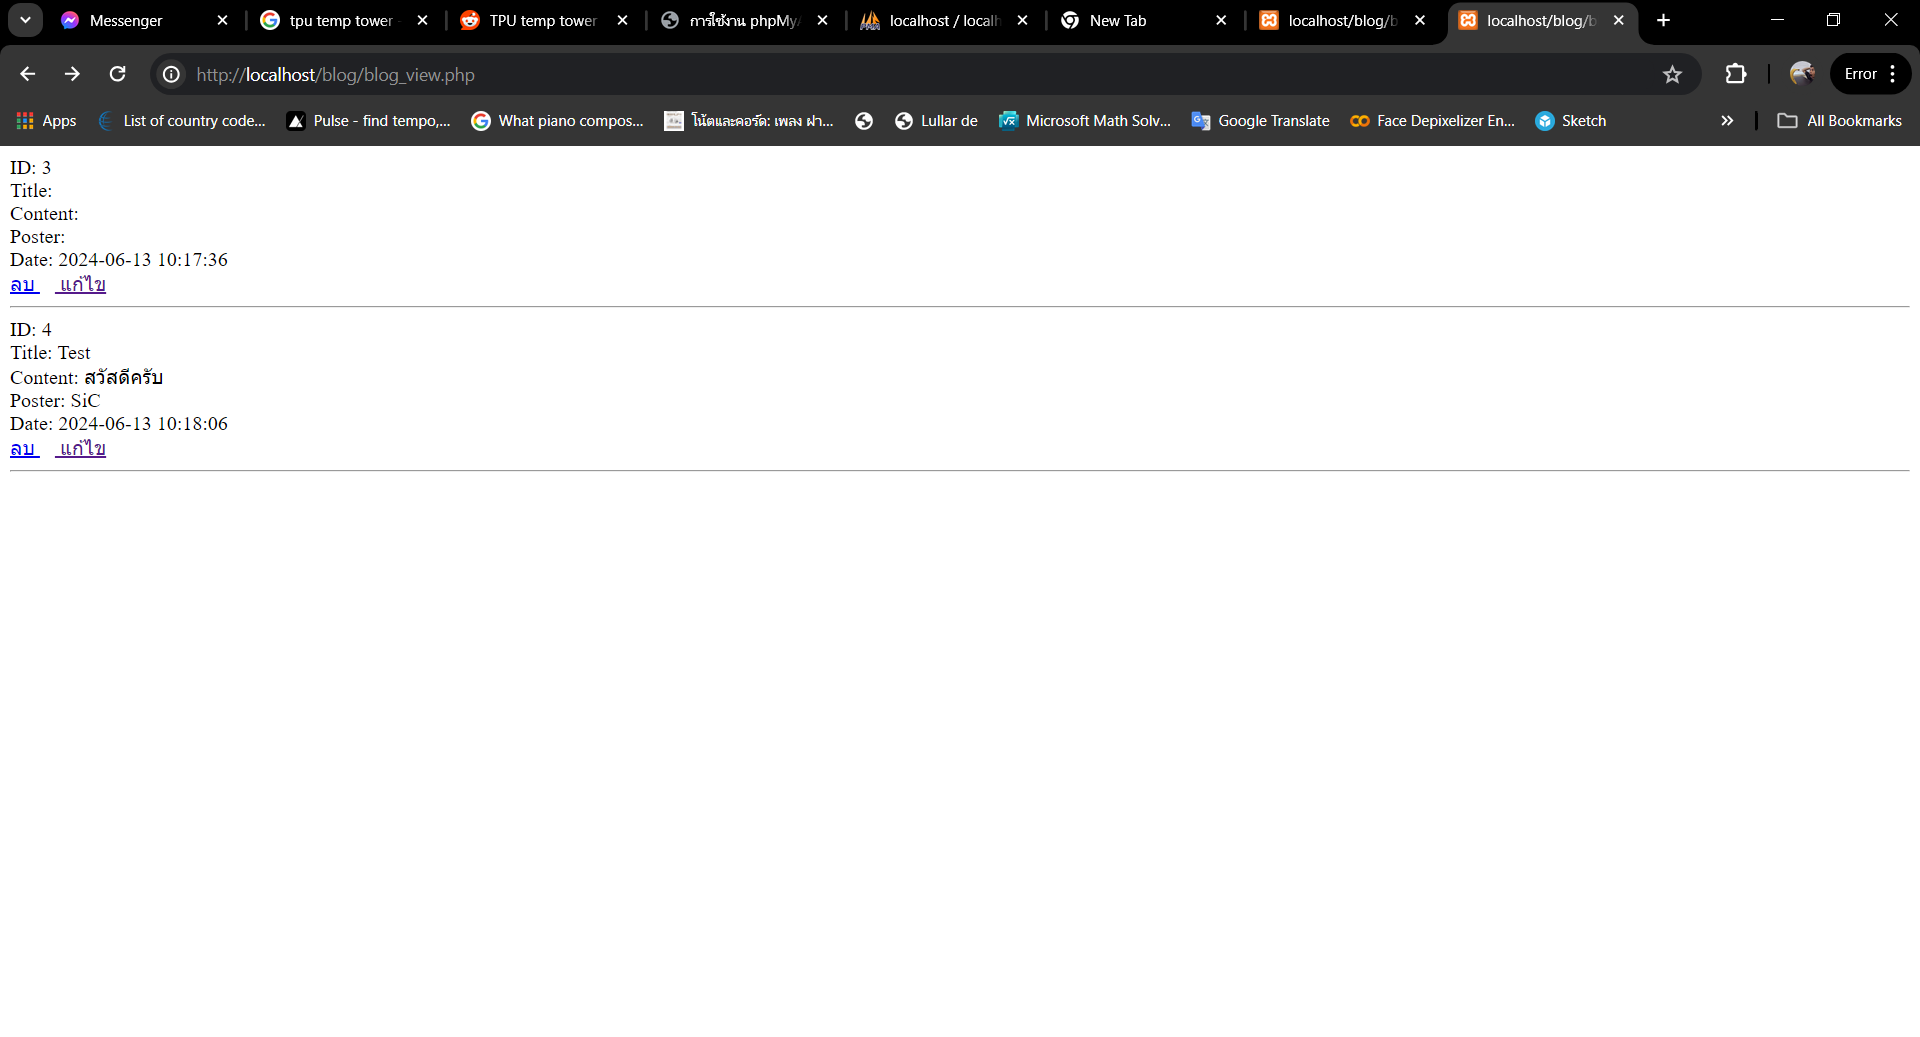 Messenger
tpu temp tower
TPU temp tower
การใช้งาน phpMy
localhost / localh
New Tab
localhost/blog/b
localhost/blog/b
http://localhost/blog/blog_view.php
Error
Apps
List of country code...
Pulse - find tempo,...
What piano compos...
โน้ตและคอร์ด: เพลง ฝา...
Lullar de
Microsoft Math Solv...
Google Translate
Face Depixelizer En...
Sketch
All Bookmarks
ID: 3
Title:
Content:
Poster:
Date: 2024-06-13 10:17:36
ลบ แก้ไข
ID: 4
Title: Test
Content: สวัสดีครับ
Poster: SiC
Date: 2024-06-13 10:18:06
ลบ แก้ไข